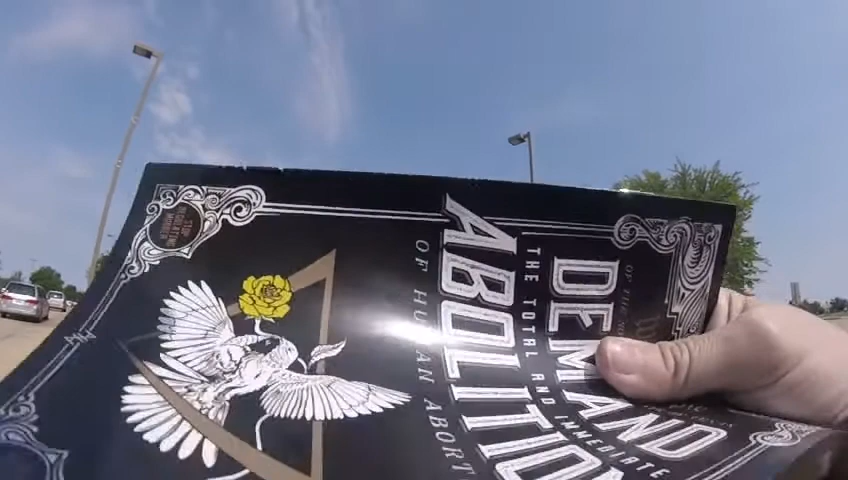 DEMAND
THE TOTAL AND IMMEDIATE
ABOLITION
OF HUMAN ABORT